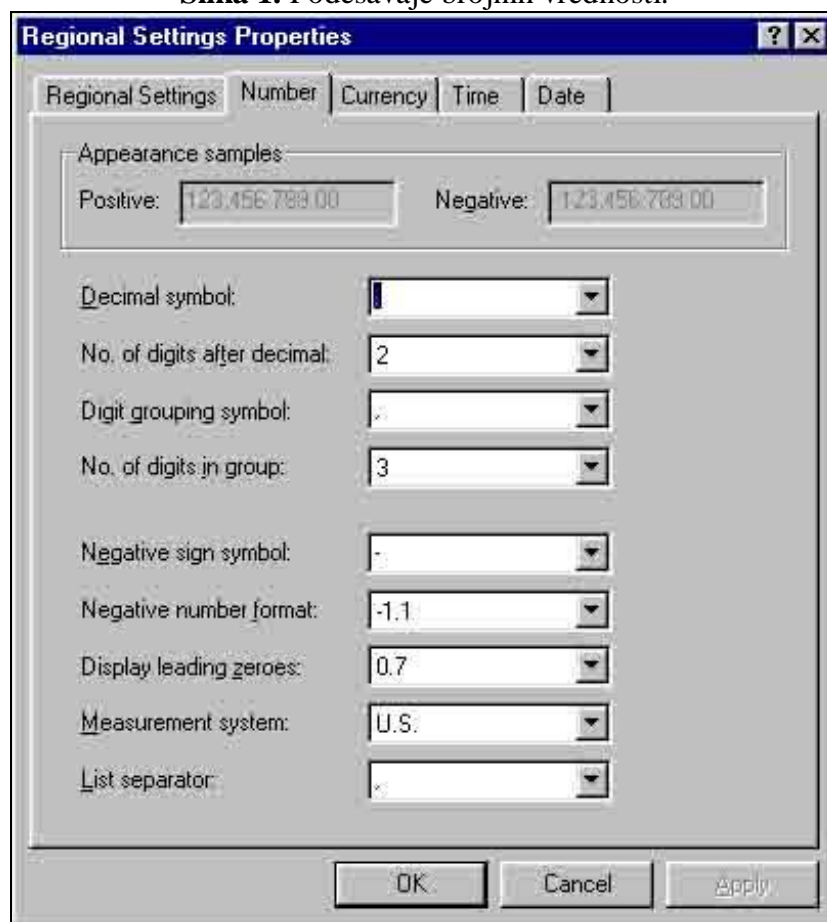 Slika 1. Podešavaje brojnih vrednosti.
Regional Settings Properties
Regional Settings Number Currency Time Date
Appearance samples
Positive: 123,456,789.00 Negative: -123,456,789.00
Decimal symbol: .
No. of digits after decimal: 2
Digit grouping symbol: ,
No. of digits in group: 3
Negative sign symbol: -
Negative number format: -1.1
Display leading zeroes: 0.7
Measurement system: U.S.
List separator: ,
OK Cancel Apply